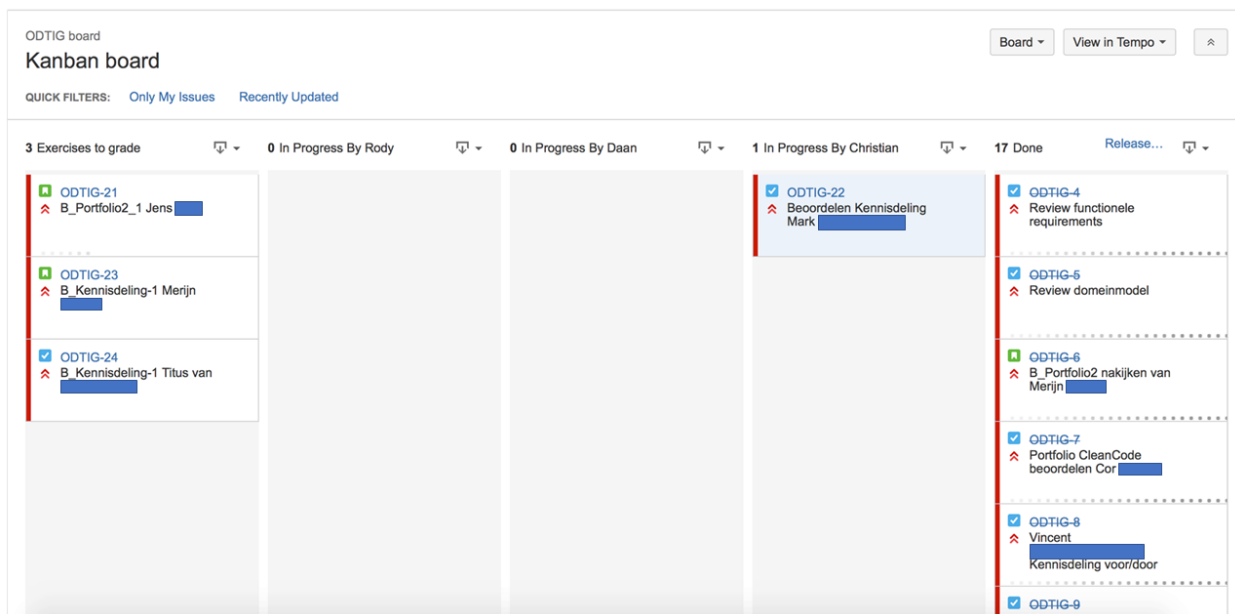 ODTIG board
Kanban board
Board
View in Tempo
QUICK FILTERS: Only My Issues Recently Updated
3 Exercises to grade
0 In Progress By Rody
0 In Progress By Daan
1 In Progress By Christian
17 Done
Release...
ODTIG-21
B_Portfolio2_1 Jens
ODTIG-23
B_Kennisdeling-1 Merijn
ODTIG-24
B_Kennisdeling-1 Titus van
ODTIG-22
Beoordelen Kennisdeling
Mark
ODTIG-4
Review functionele
requirements
ODTIG-5
Review domeinmodel
ODTIG-6
B_Portfolio2 nakijken van
Merijn
ODTIG-7
Portfolio CleanCode
beoordelen Cor
ODTIG-8
Vincent
Kennisdeling voor/door
ODTIG-9